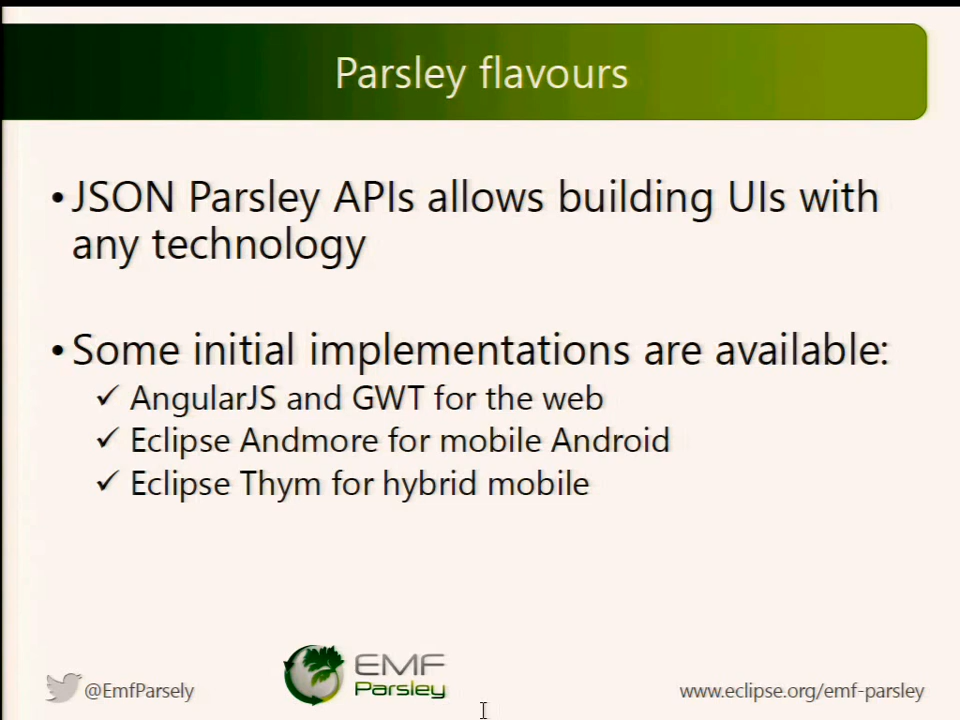 Parsley flavours
• JSON Parsley APIs allows building UIs with
any technology
• Some initial implementations are available:
✓ AngularJS and GWT for the web
✓ Eclipse Andmore for mobile Android
✓ Eclipse Thym for hybrid mobile
@EmfParsely
EMF
Parsley
www.eclipse.org/emf-parsley